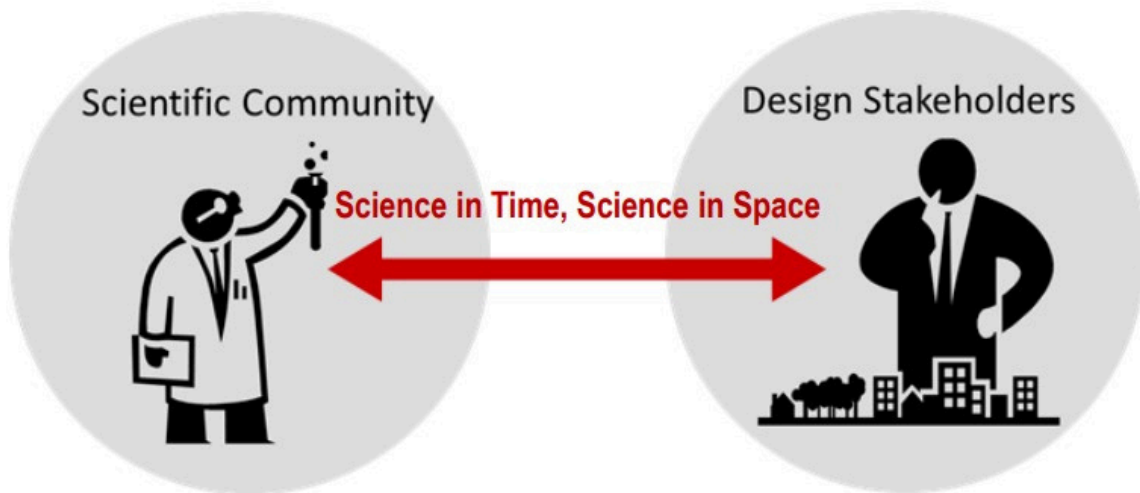 Scientific Community
Design Stakeholders
Science in Time, Science in Space